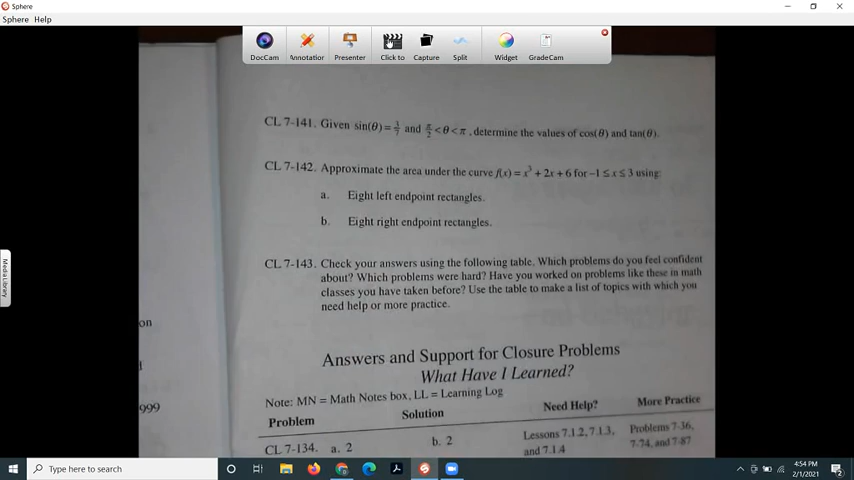 Sphere
Sphere Help
DocCam
Annotation
Presenter
Click to
Capture
Split
Widget
GradeCam
A+
CL 7-141. Given sin(θ) = 3/7 and π/2 < θ < π, determine the values of cos(θ) and tan(θ).
CL 7-142. Approximate the area under the curve f(x) = x³ + 2x + 6 for −1 ≤ x ≤ 3 using:
a. Eight left endpoint rectangles.
b. Eight right endpoint rectangles.
CL 7-143. Check your answers using the following table. Which problems do you feel confident
about? Which problems were hard? Have you worked on problems like these in math
classes you have taken before? Use the table to make a list of topics with which you
need help or more practice.
Media Library
on
999
Answers and Support for Closure Problems
What Have I Learned?
Note: MN = Math Notes box, LL = Learning Log
Problem Solution Need Help? More Practice
CL 7-134. a. 2 b. 2 Lessons 7.1.2, 7.1.3, Problems 7-36,
and 7.1.4 7-74, and 7-87
Type here to search
4:54 PM
2/1/2021
2